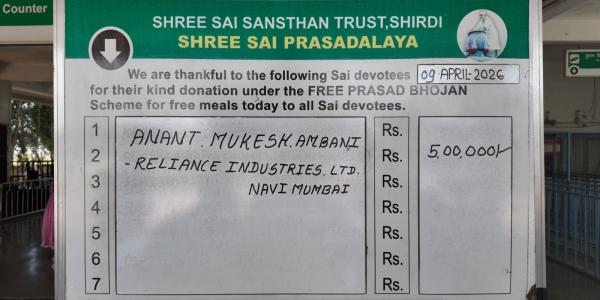 Counter
SHREE SAI SANSTHAN TRUST,SHIRDI
SHREE SAI PRASADALAYA
We are thankful to the following Sai devotees 09 APRIL-2026
for their kind donation under the FREE PRASAD BHOJAN
Scheme for free meals today to all Sai devotees.
1 ANANT. MUKESH. AMBANI Rs.
2 - RELIANCE INDUSTRIES. LTD. Rs. 5,00,000/-
3 NAVI MUMBAI Rs.
4 Rs.
5 Rs.
6 Rs.
7 Rs.